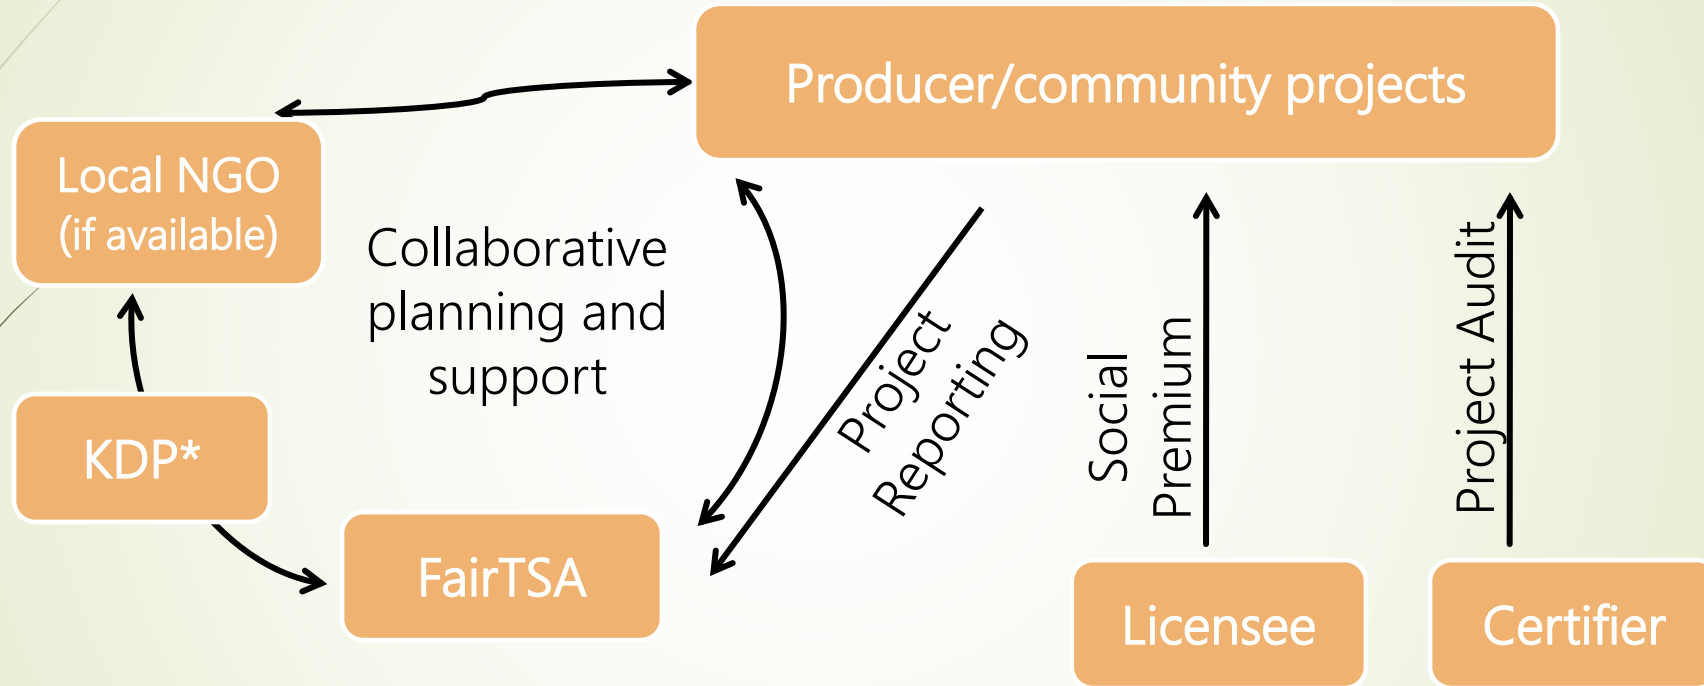 Producer/community projects
Local NGO
(if available)
Collaborative
planning and
support
Project
Reporting
Social
Premium
Project Audit
KDP*
FairTSA
Licensee
Certifier